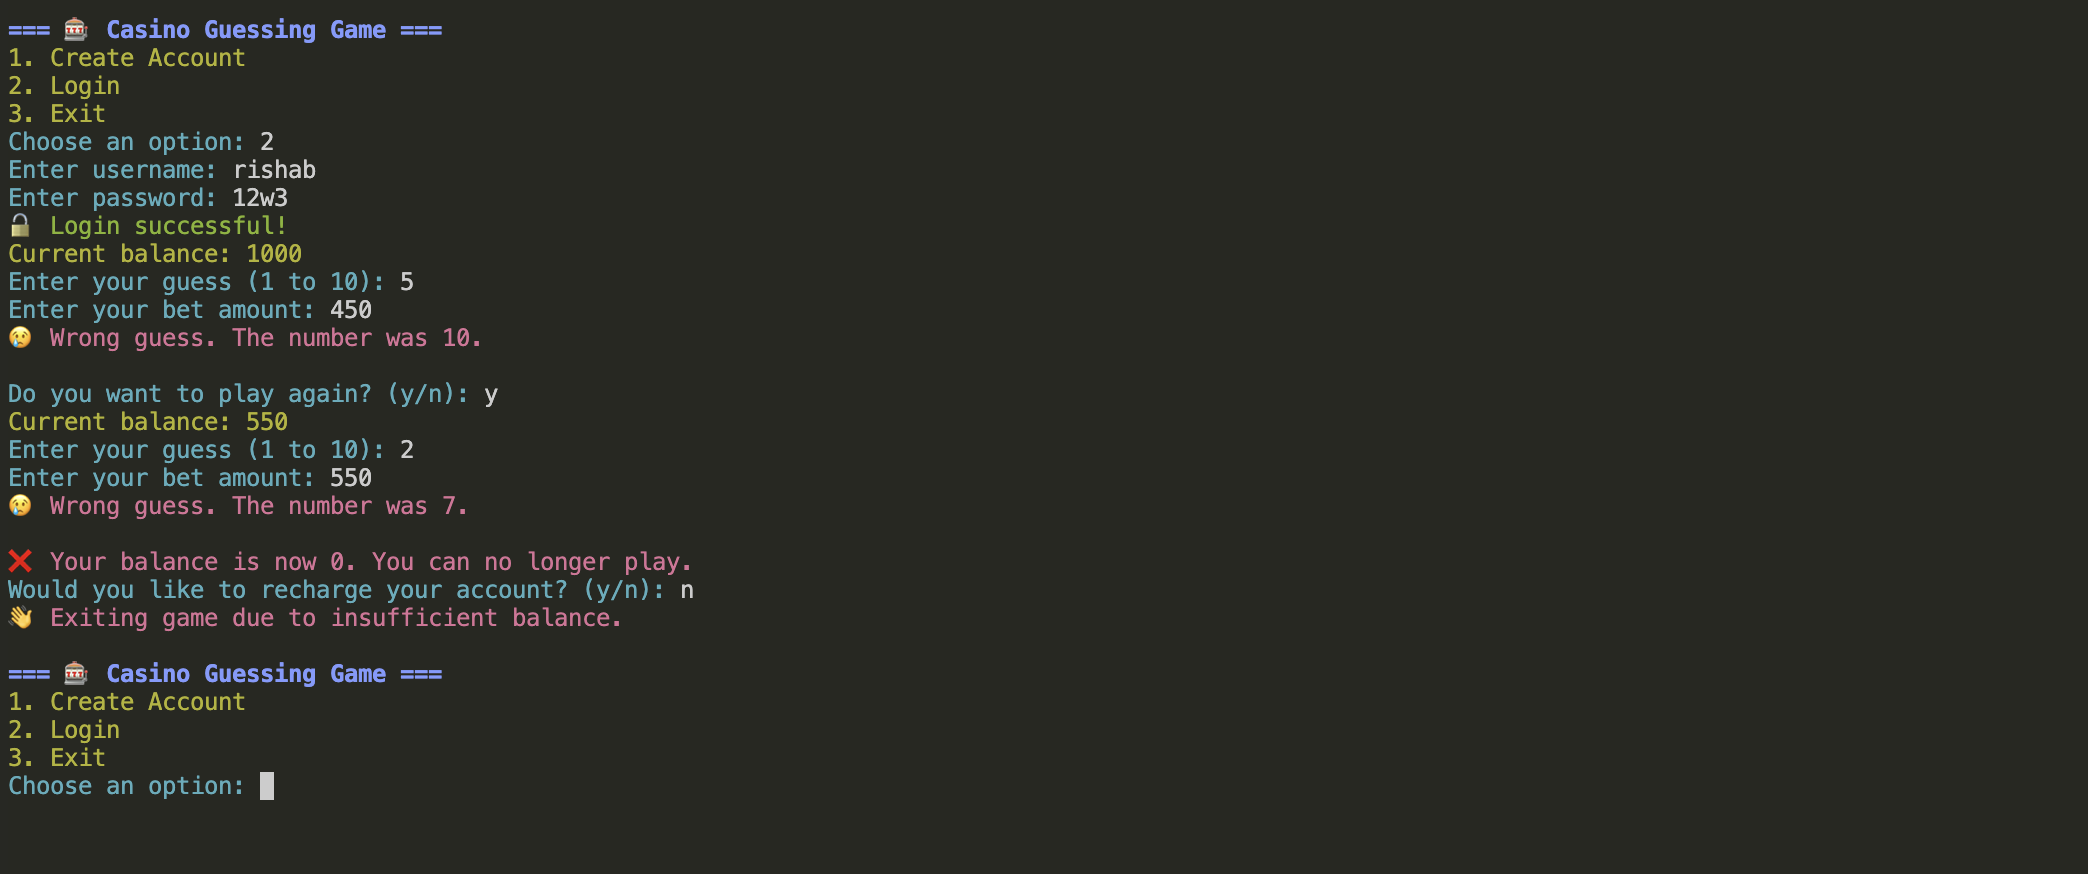 === 🎰 Casino Guessing Game ===
1. Create Account
2. Login
3. Exit
Choose an option: 2
Enter username: rishab
Enter password: 12w3
🔓 Login successful!
Current balance: 1000
Enter your guess (1 to 10): 5
Enter your bet amount: 450
😢 Wrong guess. The number was 10.

Do you want to play again? (y/n): y
Current balance: 550
Enter your guess (1 to 10): 2
Enter your bet amount: 550
😢 Wrong guess. The number was 7.

❌ Your balance is now 0. You can no longer play.
Would you like to recharge your account? (y/n): n
👋 Exiting game due to insufficient balance.

=== 🎰 Casino Guessing Game ===
1. Create Account
2. Login
3. Exit
Choose an option: